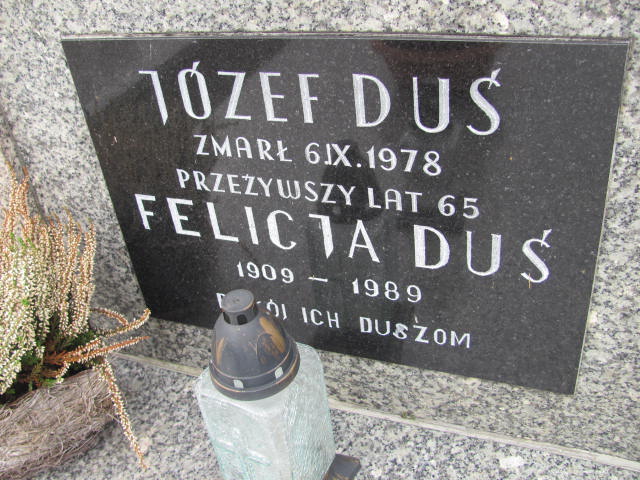 JÓZEF DUŚ
ZMARŁ 6.IX.1978
PRZEŻYWSZY LAT 65
FELICJA DUŚ
1909 – 1989
ICH DUSZOM